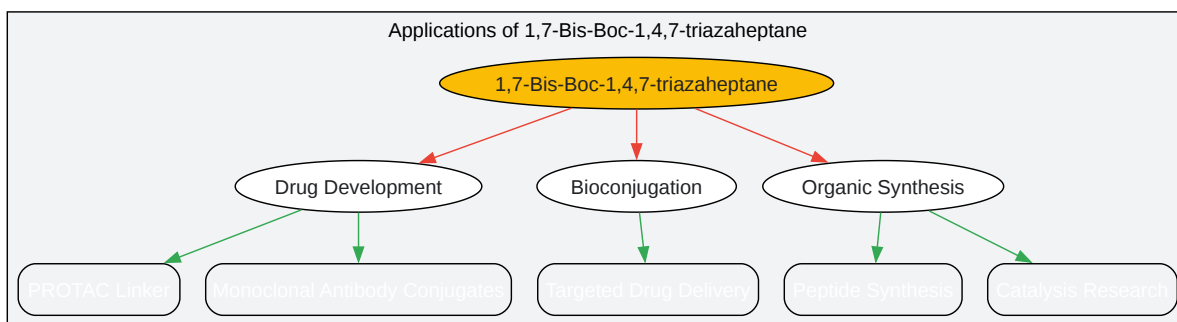 Applications of 1,7-Bis-Boc-1,4,7-triazaheptane
1,7-Bis-Boc-1,4,7-triazaheptane
Drug Development
Bioconjugation
Organic Synthesis
PROTAC Linker
Monoclonal Antibody Conjugates
Targeted Drug Delivery
Peptide Synthesis
Catalysis Research